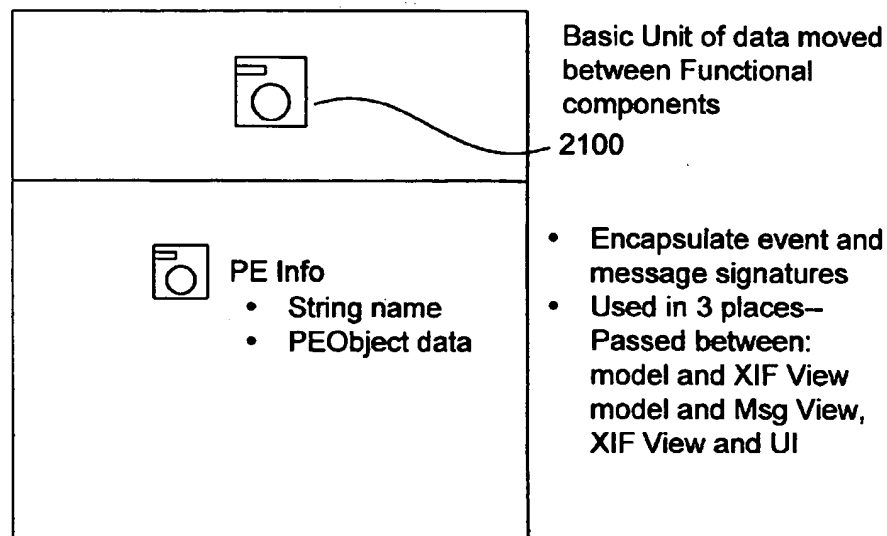 Basic Unit of data moved
between Functional
components
2100
PE Info
• String name
• PEObject data
• Encapsulate event and
message signatures
• Used in 3 places–
Passed between:
model and XIF View
model and Msg View,
XIF View and UI